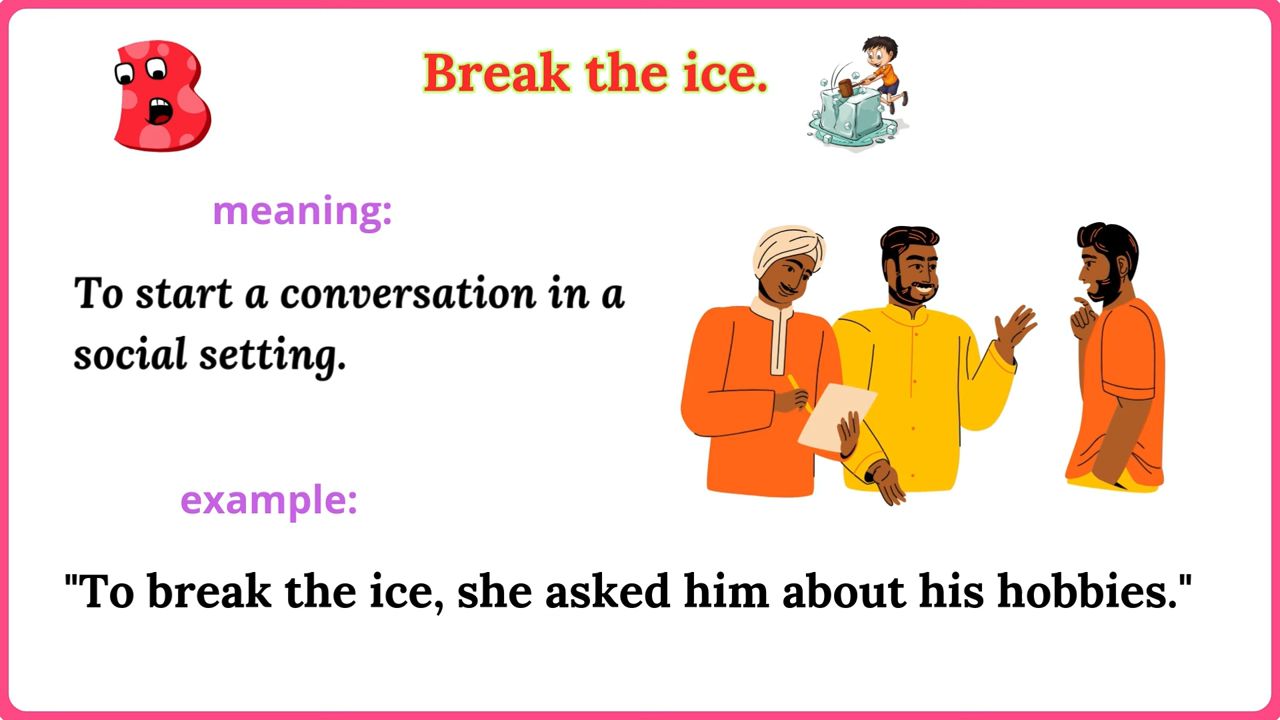 B
Break the ice.
meaning:
To start a conversation in a
social setting.
example:
"To break the ice, she asked him about his hobbies."